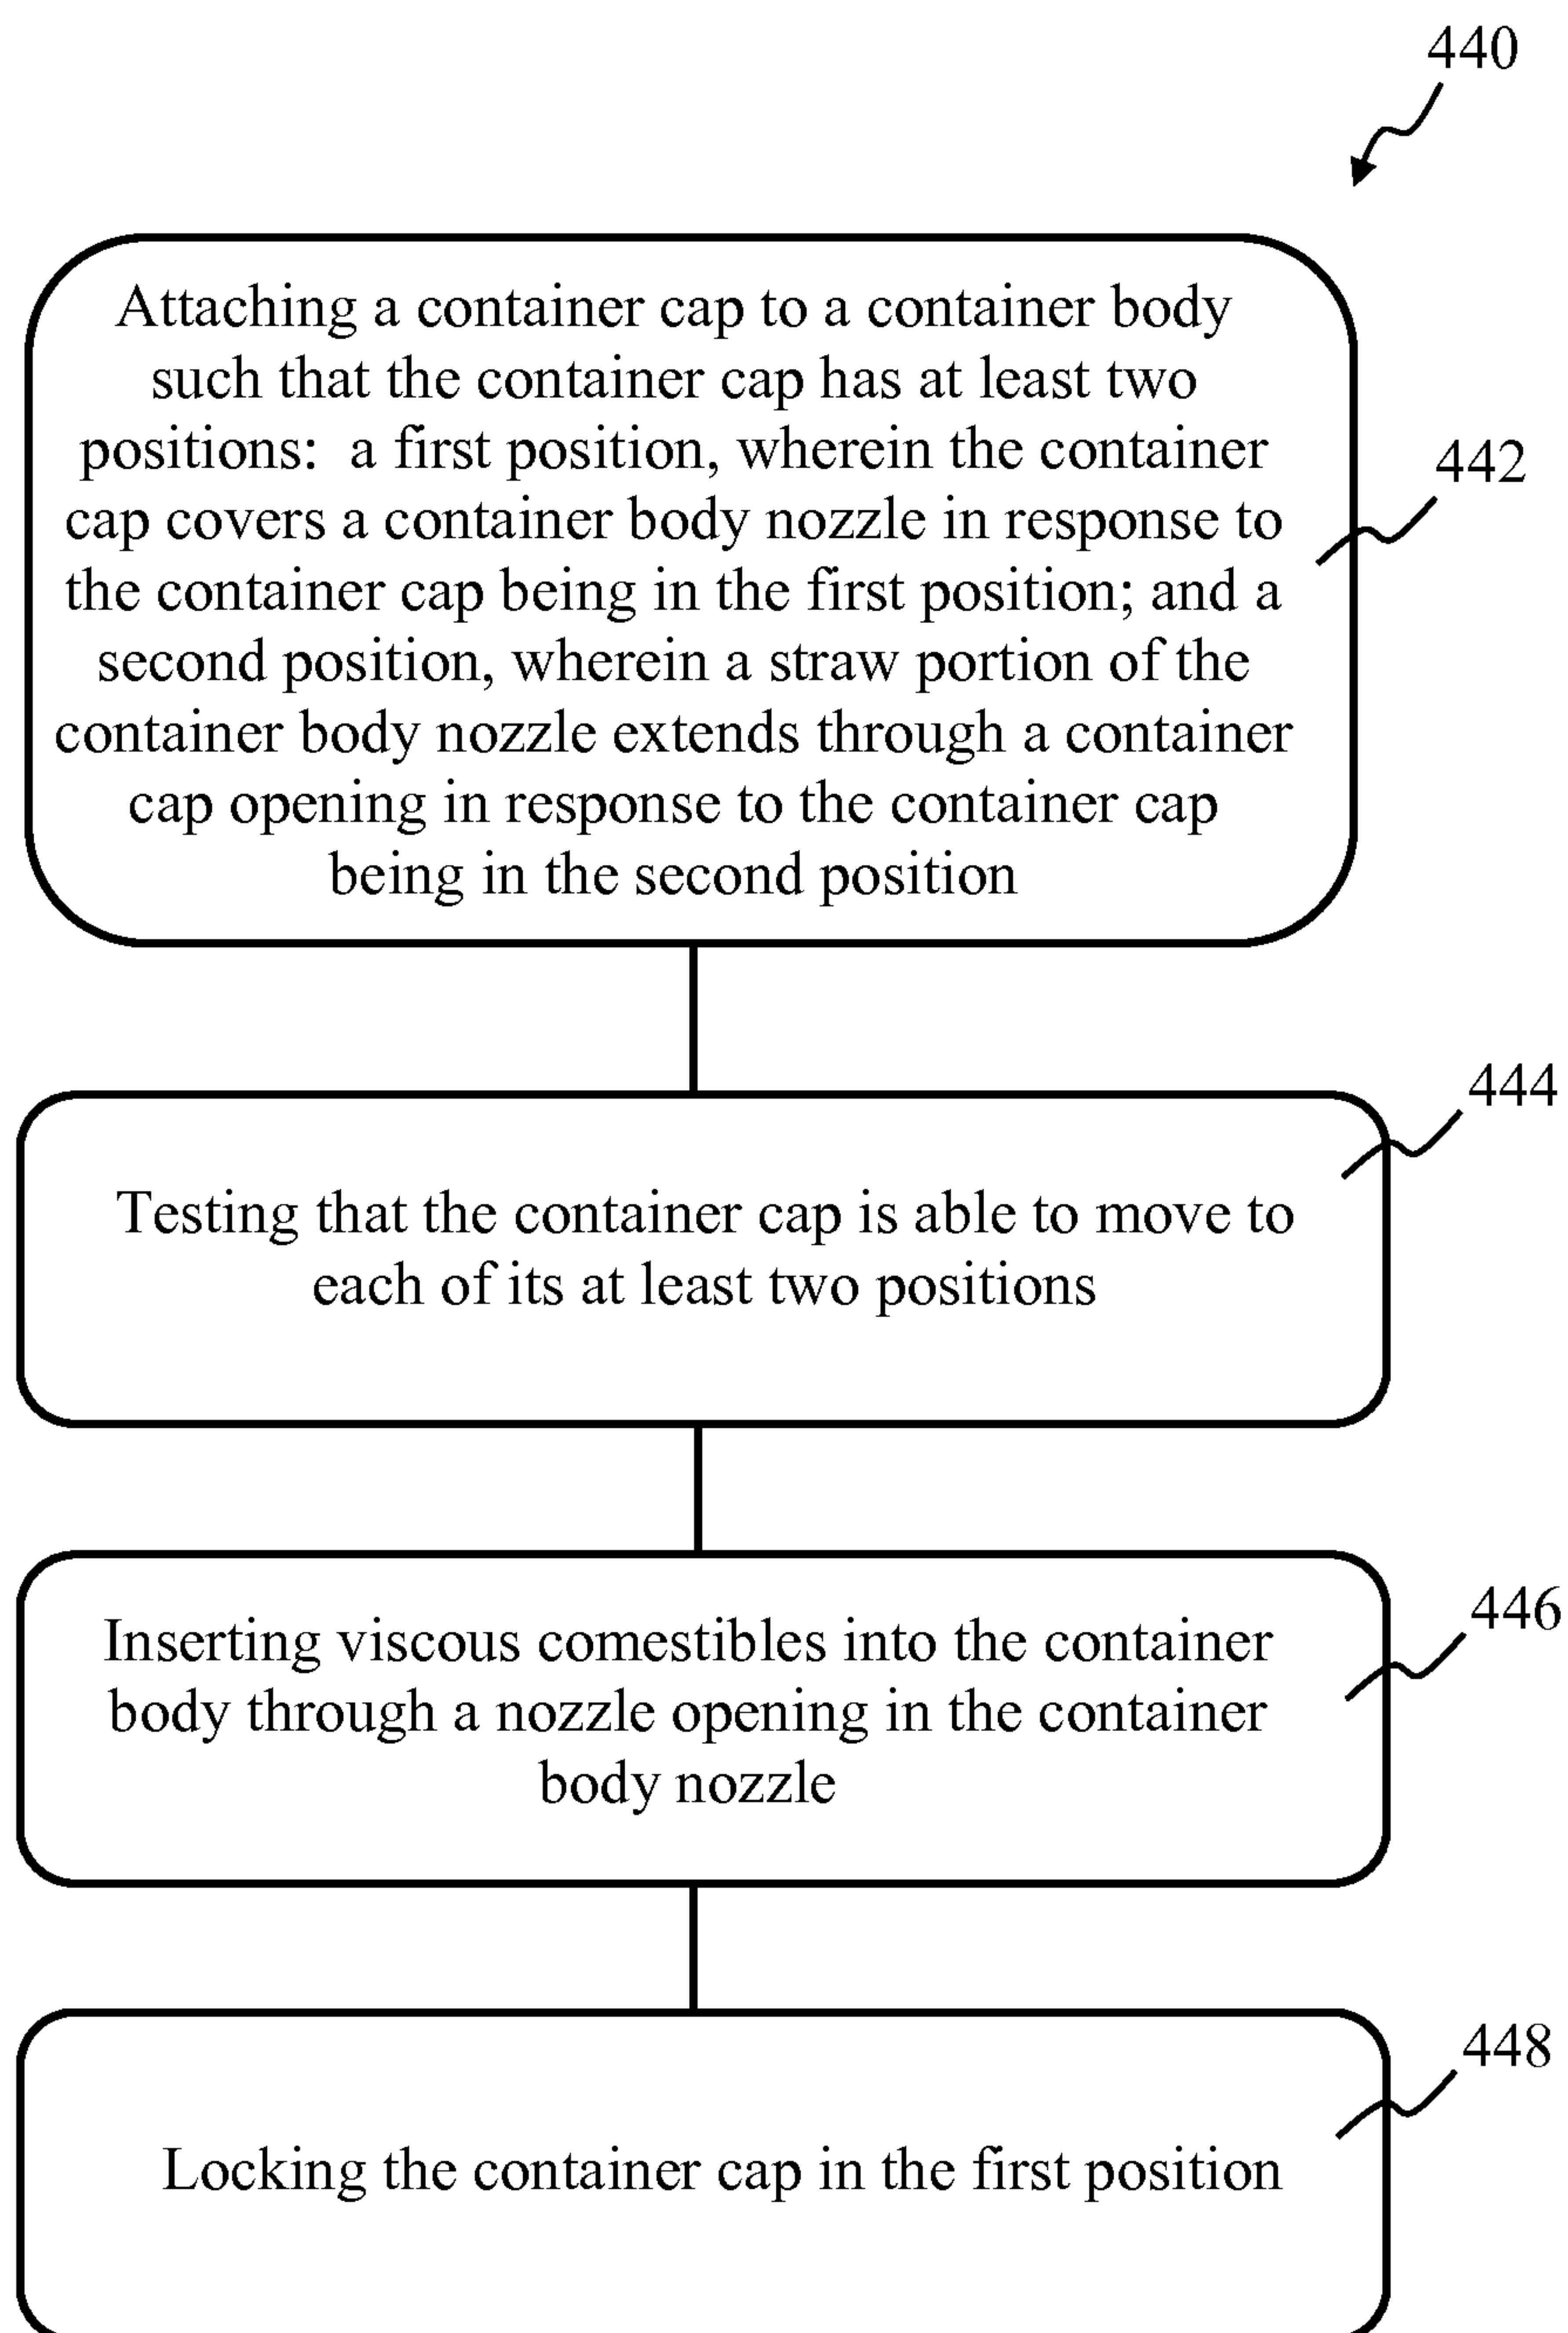 440
Attaching a container cap to a container body
such that the container cap has at least two
positions:  a first position, wherein the container
cap covers a container body nozzle in response to
the container cap being in the first position; and a
second position, wherein a straw portion of the
container body nozzle extends through a container
cap opening in response to the container cap
being in the second position
442
444
Testing that the container cap is able to move to
each of its at least two positions
446
Inserting viscous comestibles into the container
body through a nozzle opening in the container
body nozzle
448
Locking the container cap in the first position